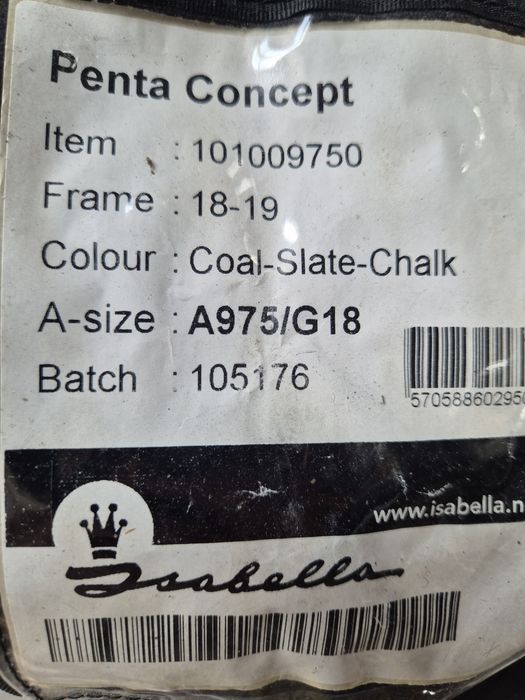 Penta Concept
Item : 101009750
Frame : 18-19
Colour : Coal-Slate-Chalk
A-size : A975/G18
Batch : 105176
570588602950
www.isabella.n
Isabella